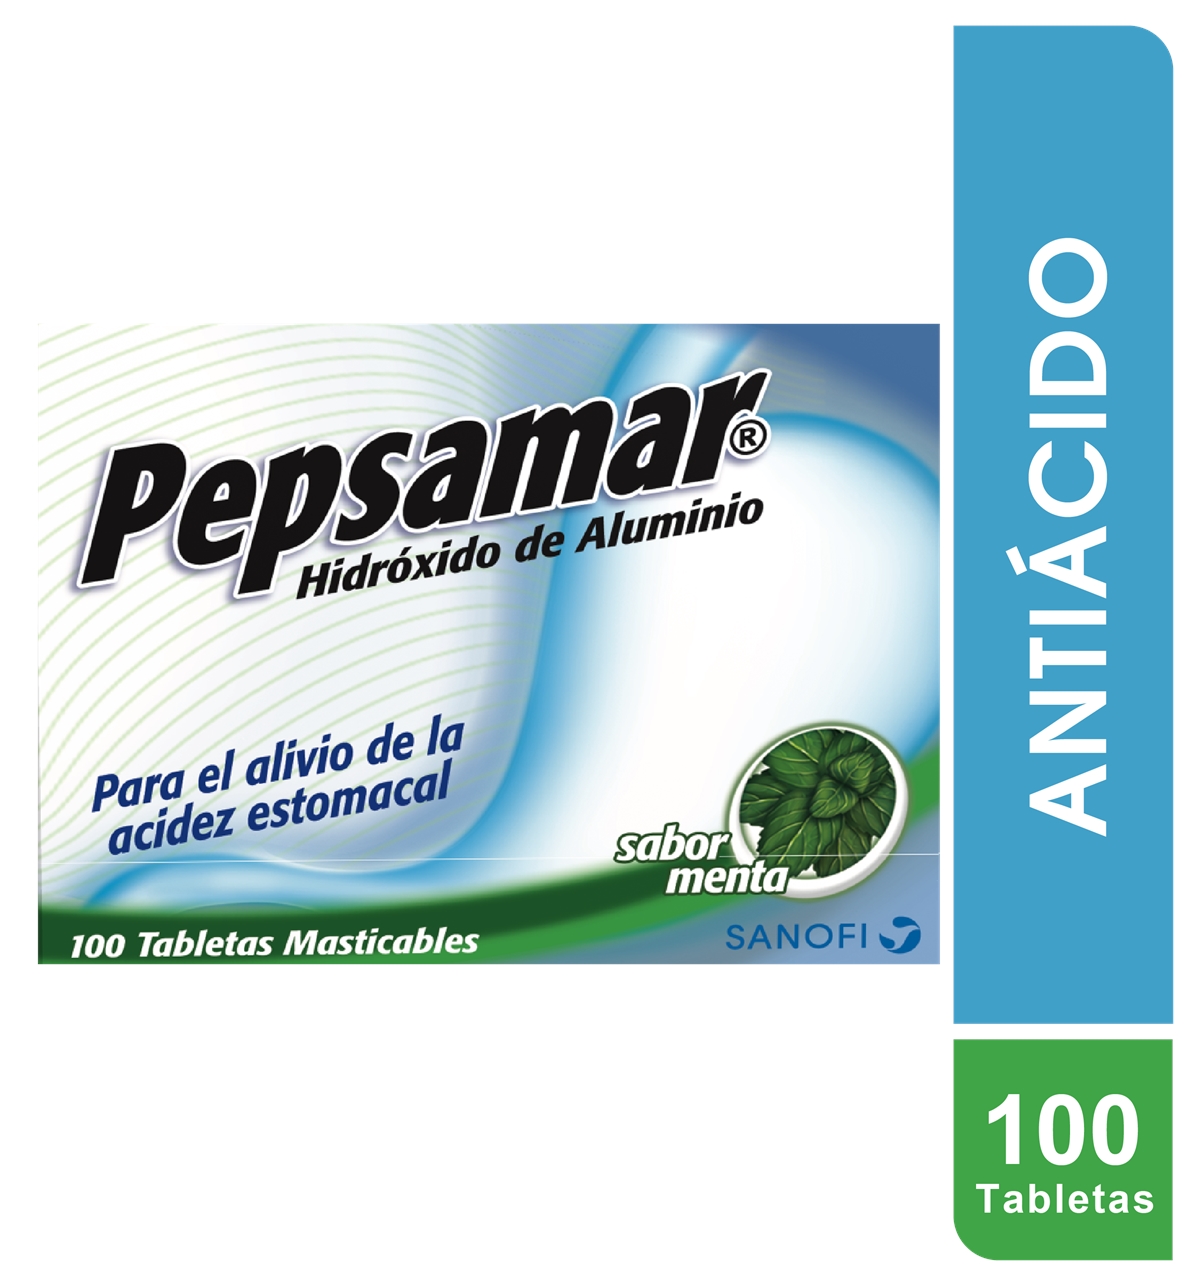 Pepsamar®
Hidróxido de Aluminio
Para el alivio de la
acidez estomacal
sabor
menta
100 Tabletas Masticables
SANOFI
ANTIÁCIDO
100
Tabletas